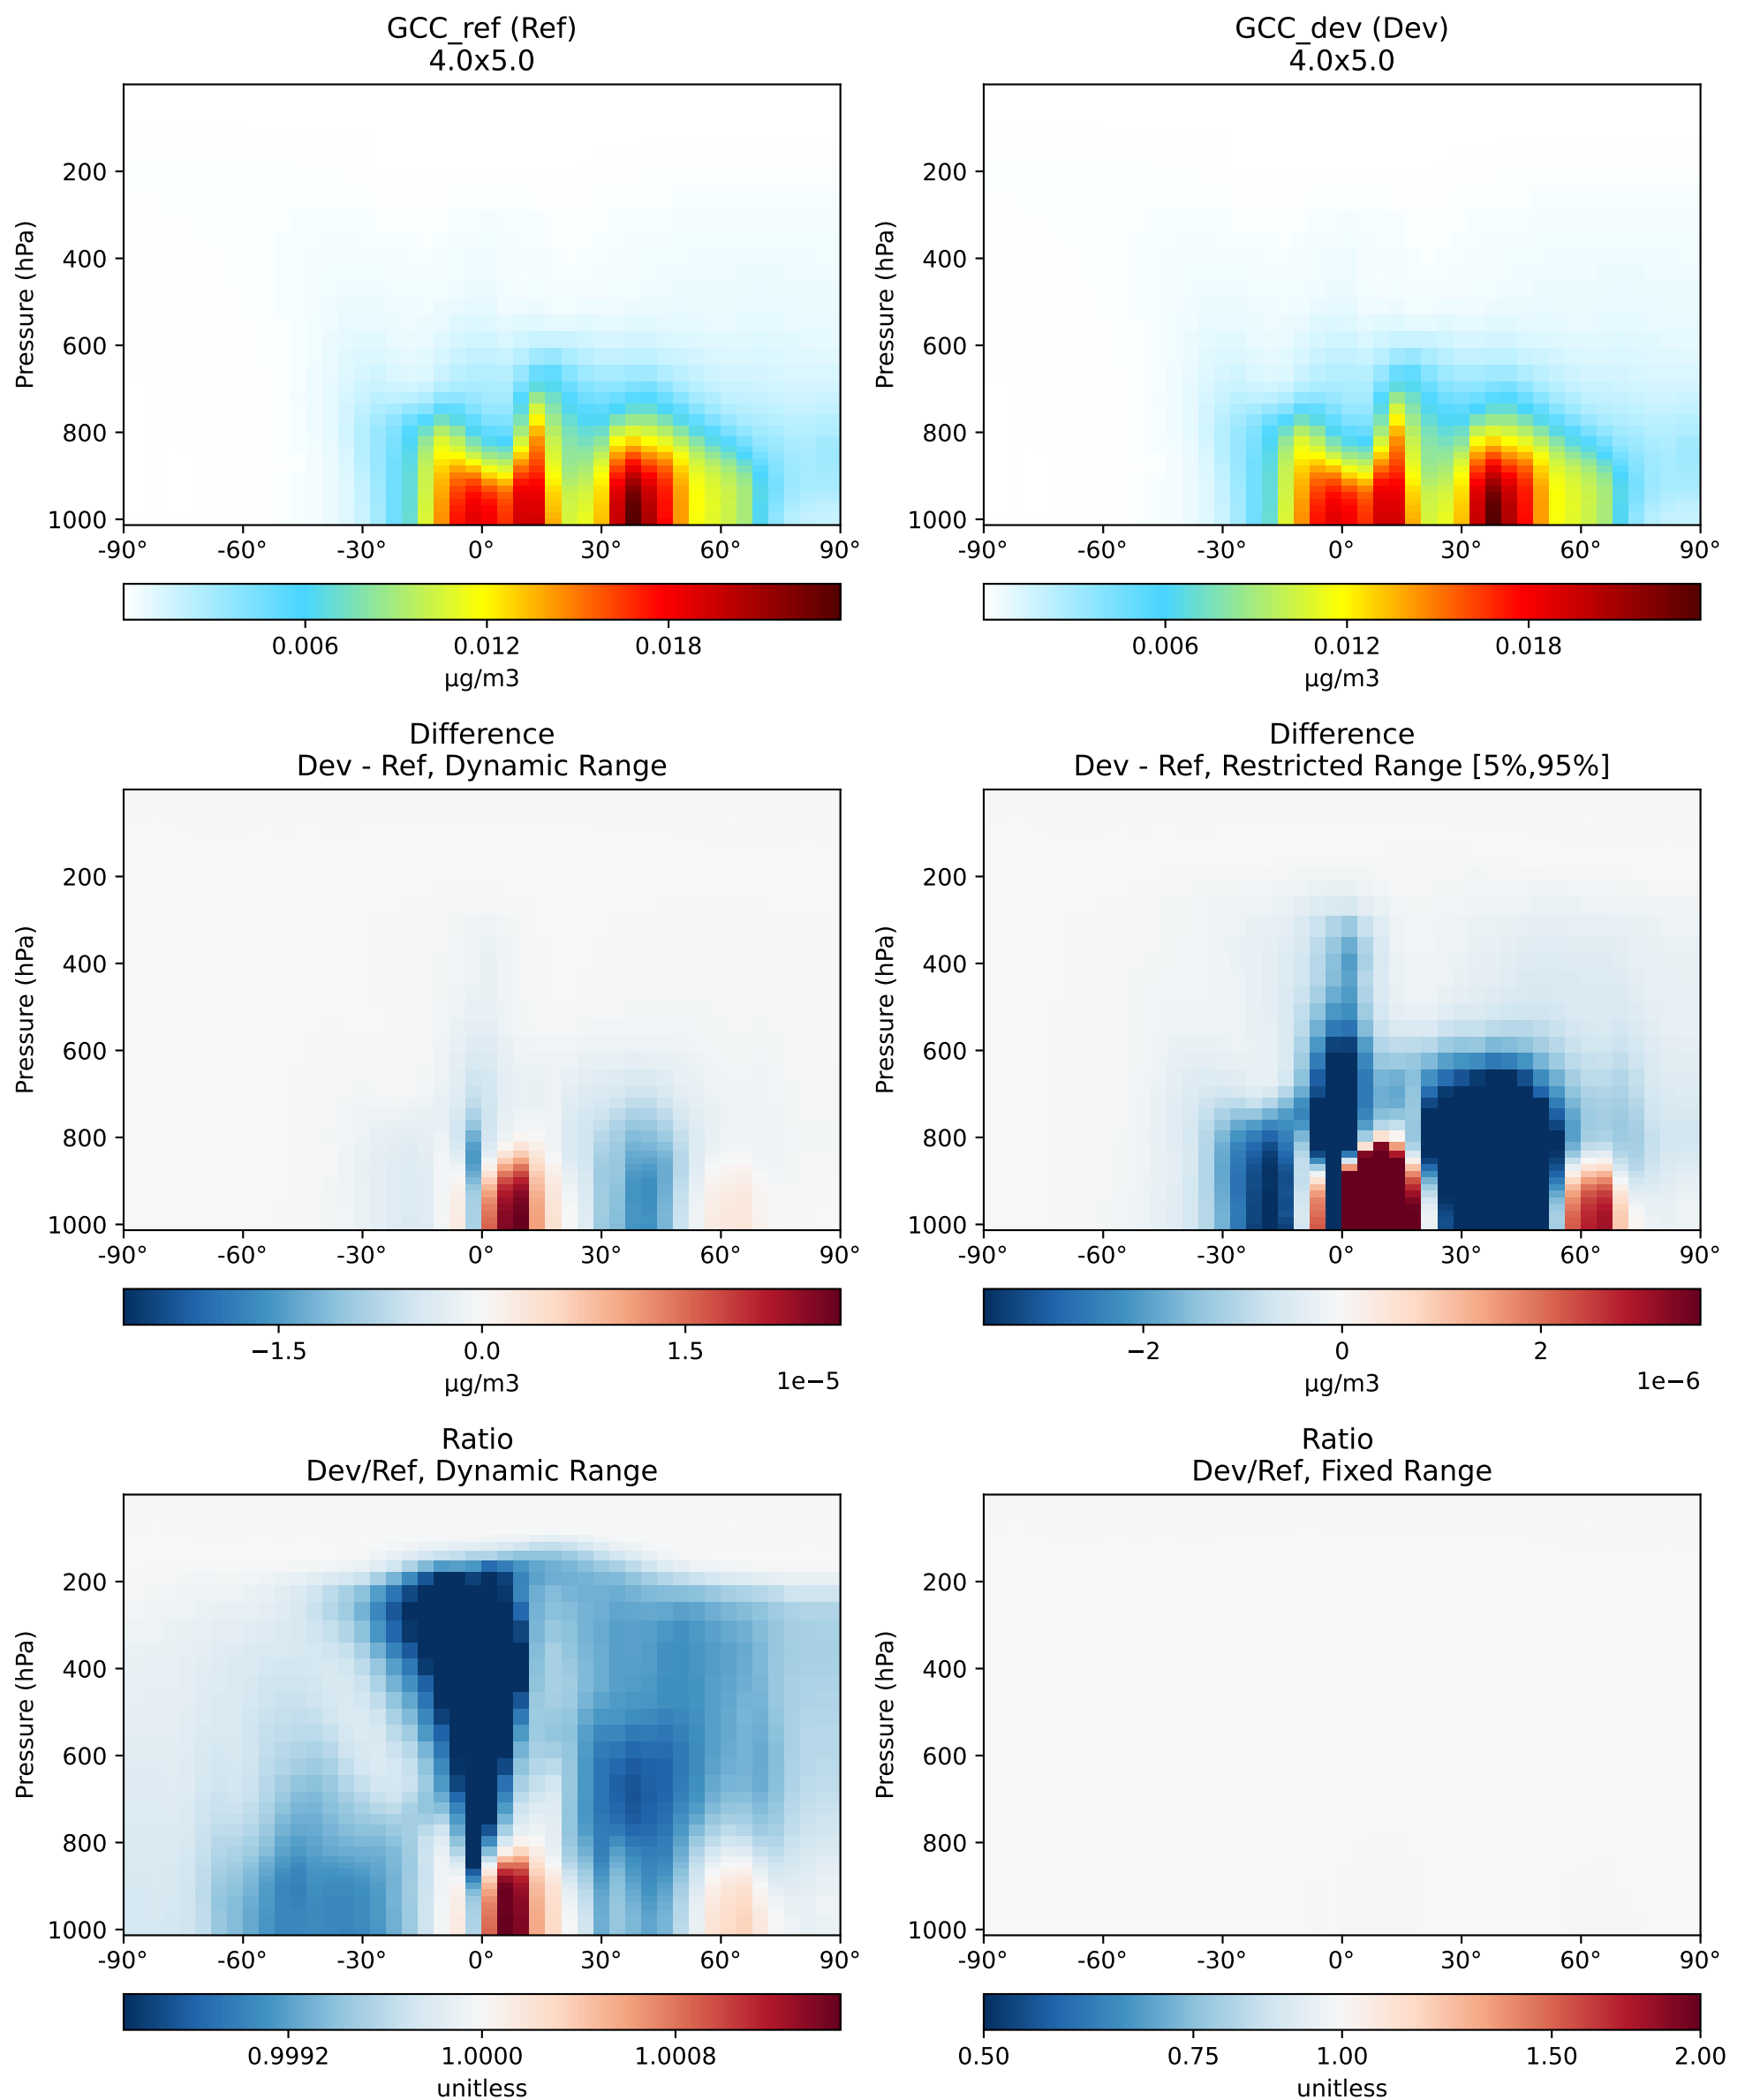 GCC_ref (Ref)
4.0x5.0
Pressure (hPa)
200
400
600
800
1000
-90° -60° -30° 0° 30° 60° 90°
0.006 0.012 0.018
µg/m3
GCC_dev (Dev)
4.0x5.0
Pressure (hPa)
200
400
600
800
1000
-90° -60° -30° 0° 30° 60° 90°
0.006 0.012 0.018
µg/m3
Difference
Dev - Ref, Dynamic Range
Pressure (hPa)
200
400
600
800
1000
-90° -60° -30° 0° 30° 60° 90°
−1.5 0.0 1.5
µg/m3 1e−5
Difference
Dev - Ref, Restricted Range [5%,95%]
Pressure (hPa)
200
400
600
800
1000
-90° -60° -30° 0° 30° 60° 90°
−2 0 2
µg/m3 1e−6
Ratio
Dev/Ref, Dynamic Range
Pressure (hPa)
200
400
600
800
1000
-90° -60° -30° 0° 30° 60° 90°
0.9992 1.0000 1.0008
unitless
Ratio
Dev/Ref, Fixed Range
Pressure (hPa)
200
400
600
800
1000
-90° -60° -30° 0° 30° 60° 90°
0.50 0.75 1.00 1.50 2.00
unitless